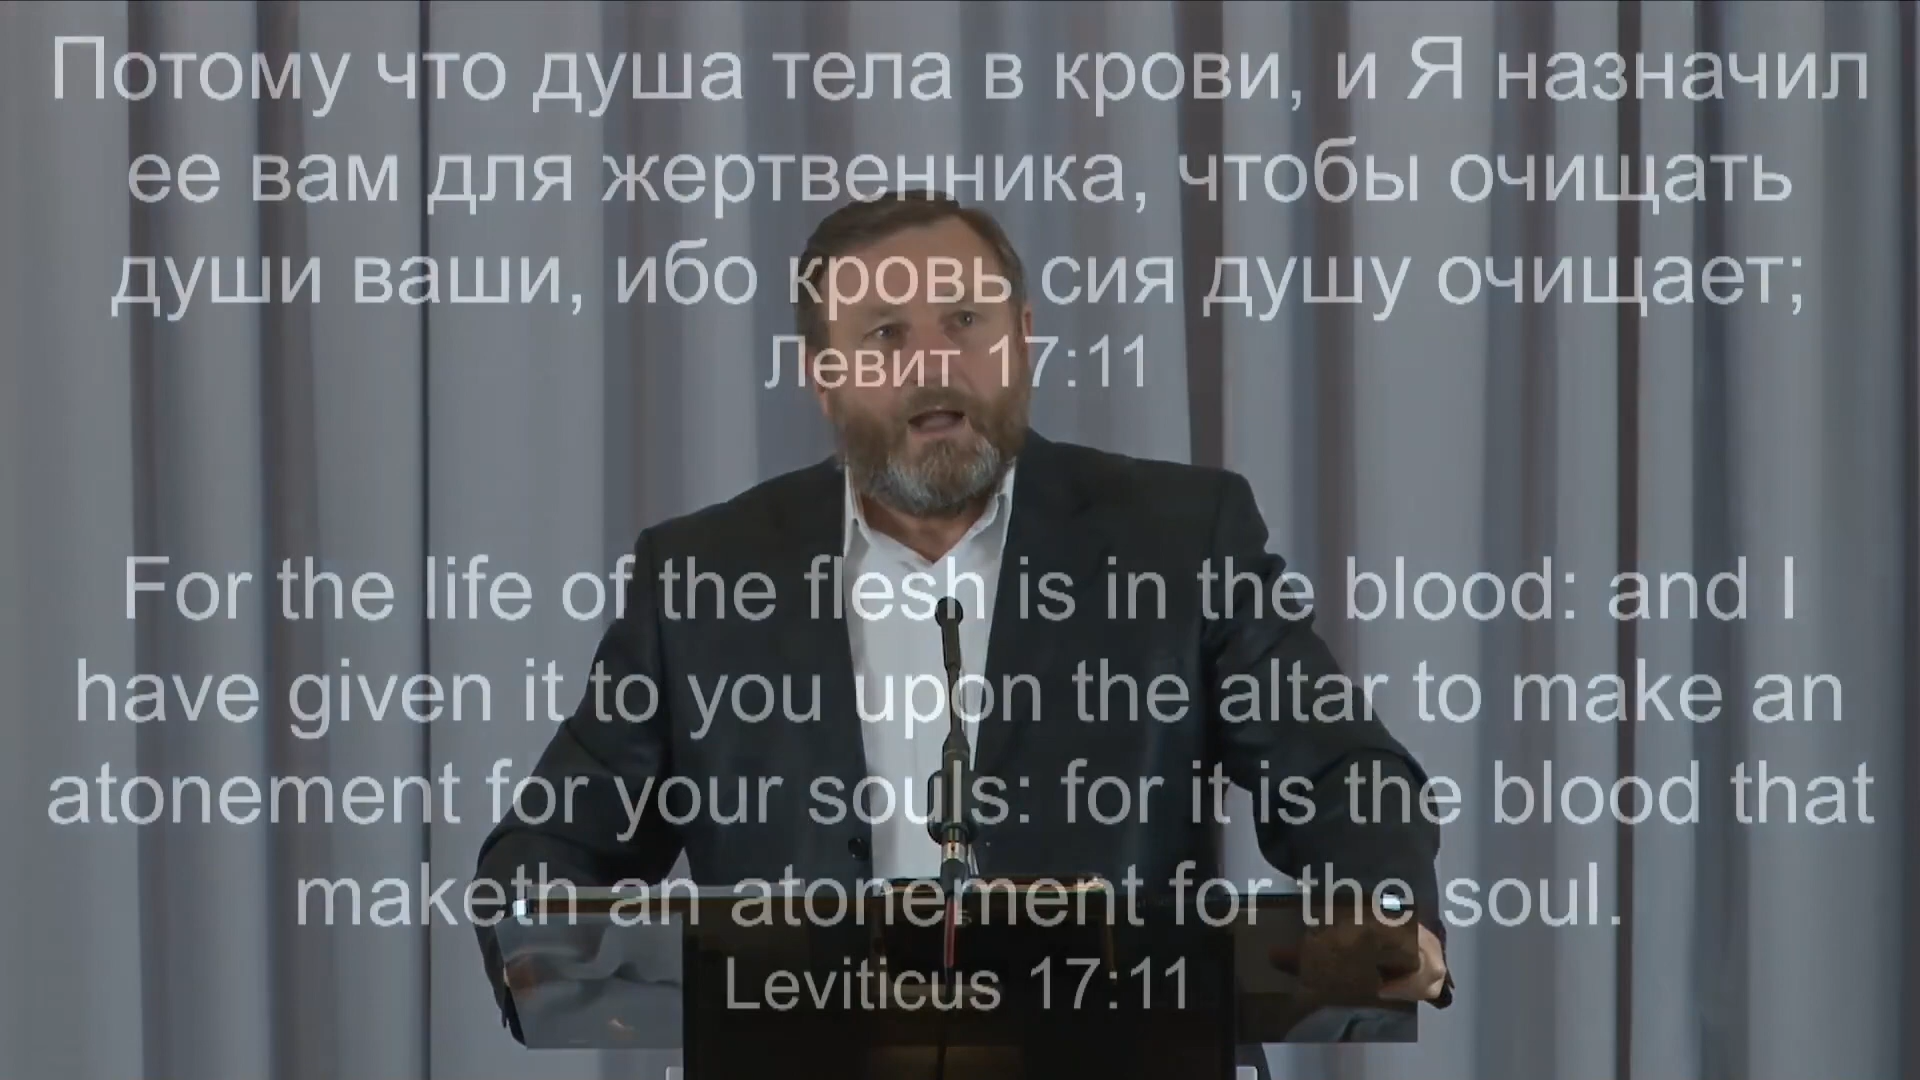 Потому что душа тела в крови, и Я назначил
ее вам для жертвенника, чтобы очищать
души ваши, ибо кровь сия душу очищает;
Левит 17:11
For the life of the flesh is in the blood: and I
have given it to you upon the altar to make an
atonement for your souls: for it is the blood that
maketh an atonement for the soul.
Leviticus 17:11